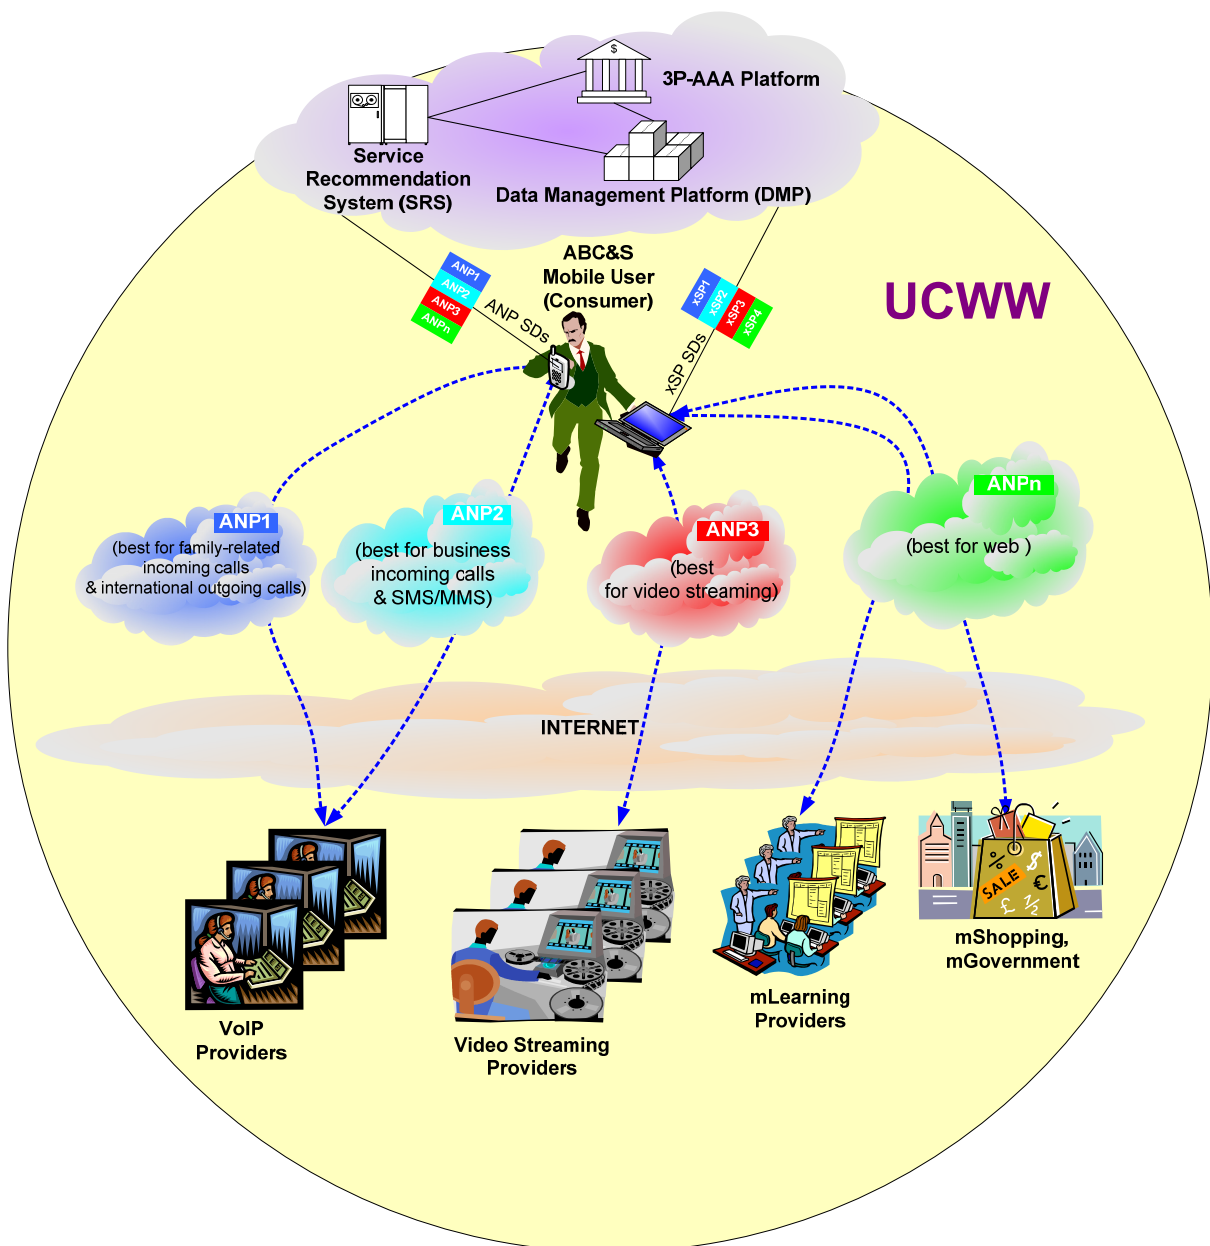 $
3P-AAA Platform
Service
Recommendation
System (SRS)
Data Management Platform (DMP)
ABC&S
Mobile User
(Consumer)
ANP1
ANP2
ANP3
ANPn
ANP SDs
xSP1
xSP2
xSP3
xSP4
xSP SDs
UCWW
ANP1
(best for family-related
incoming calls
& international outgoing calls)
ANP2
(best for business
incoming calls
& SMS/MMS)
ANP3
(best
for video streaming)
ANPn
(best for web )
INTERNET
VoIP
Providers
Video Streaming
Providers
mLearning
Providers
% $
SALE €
£ ½
mShopping,
mGovernment